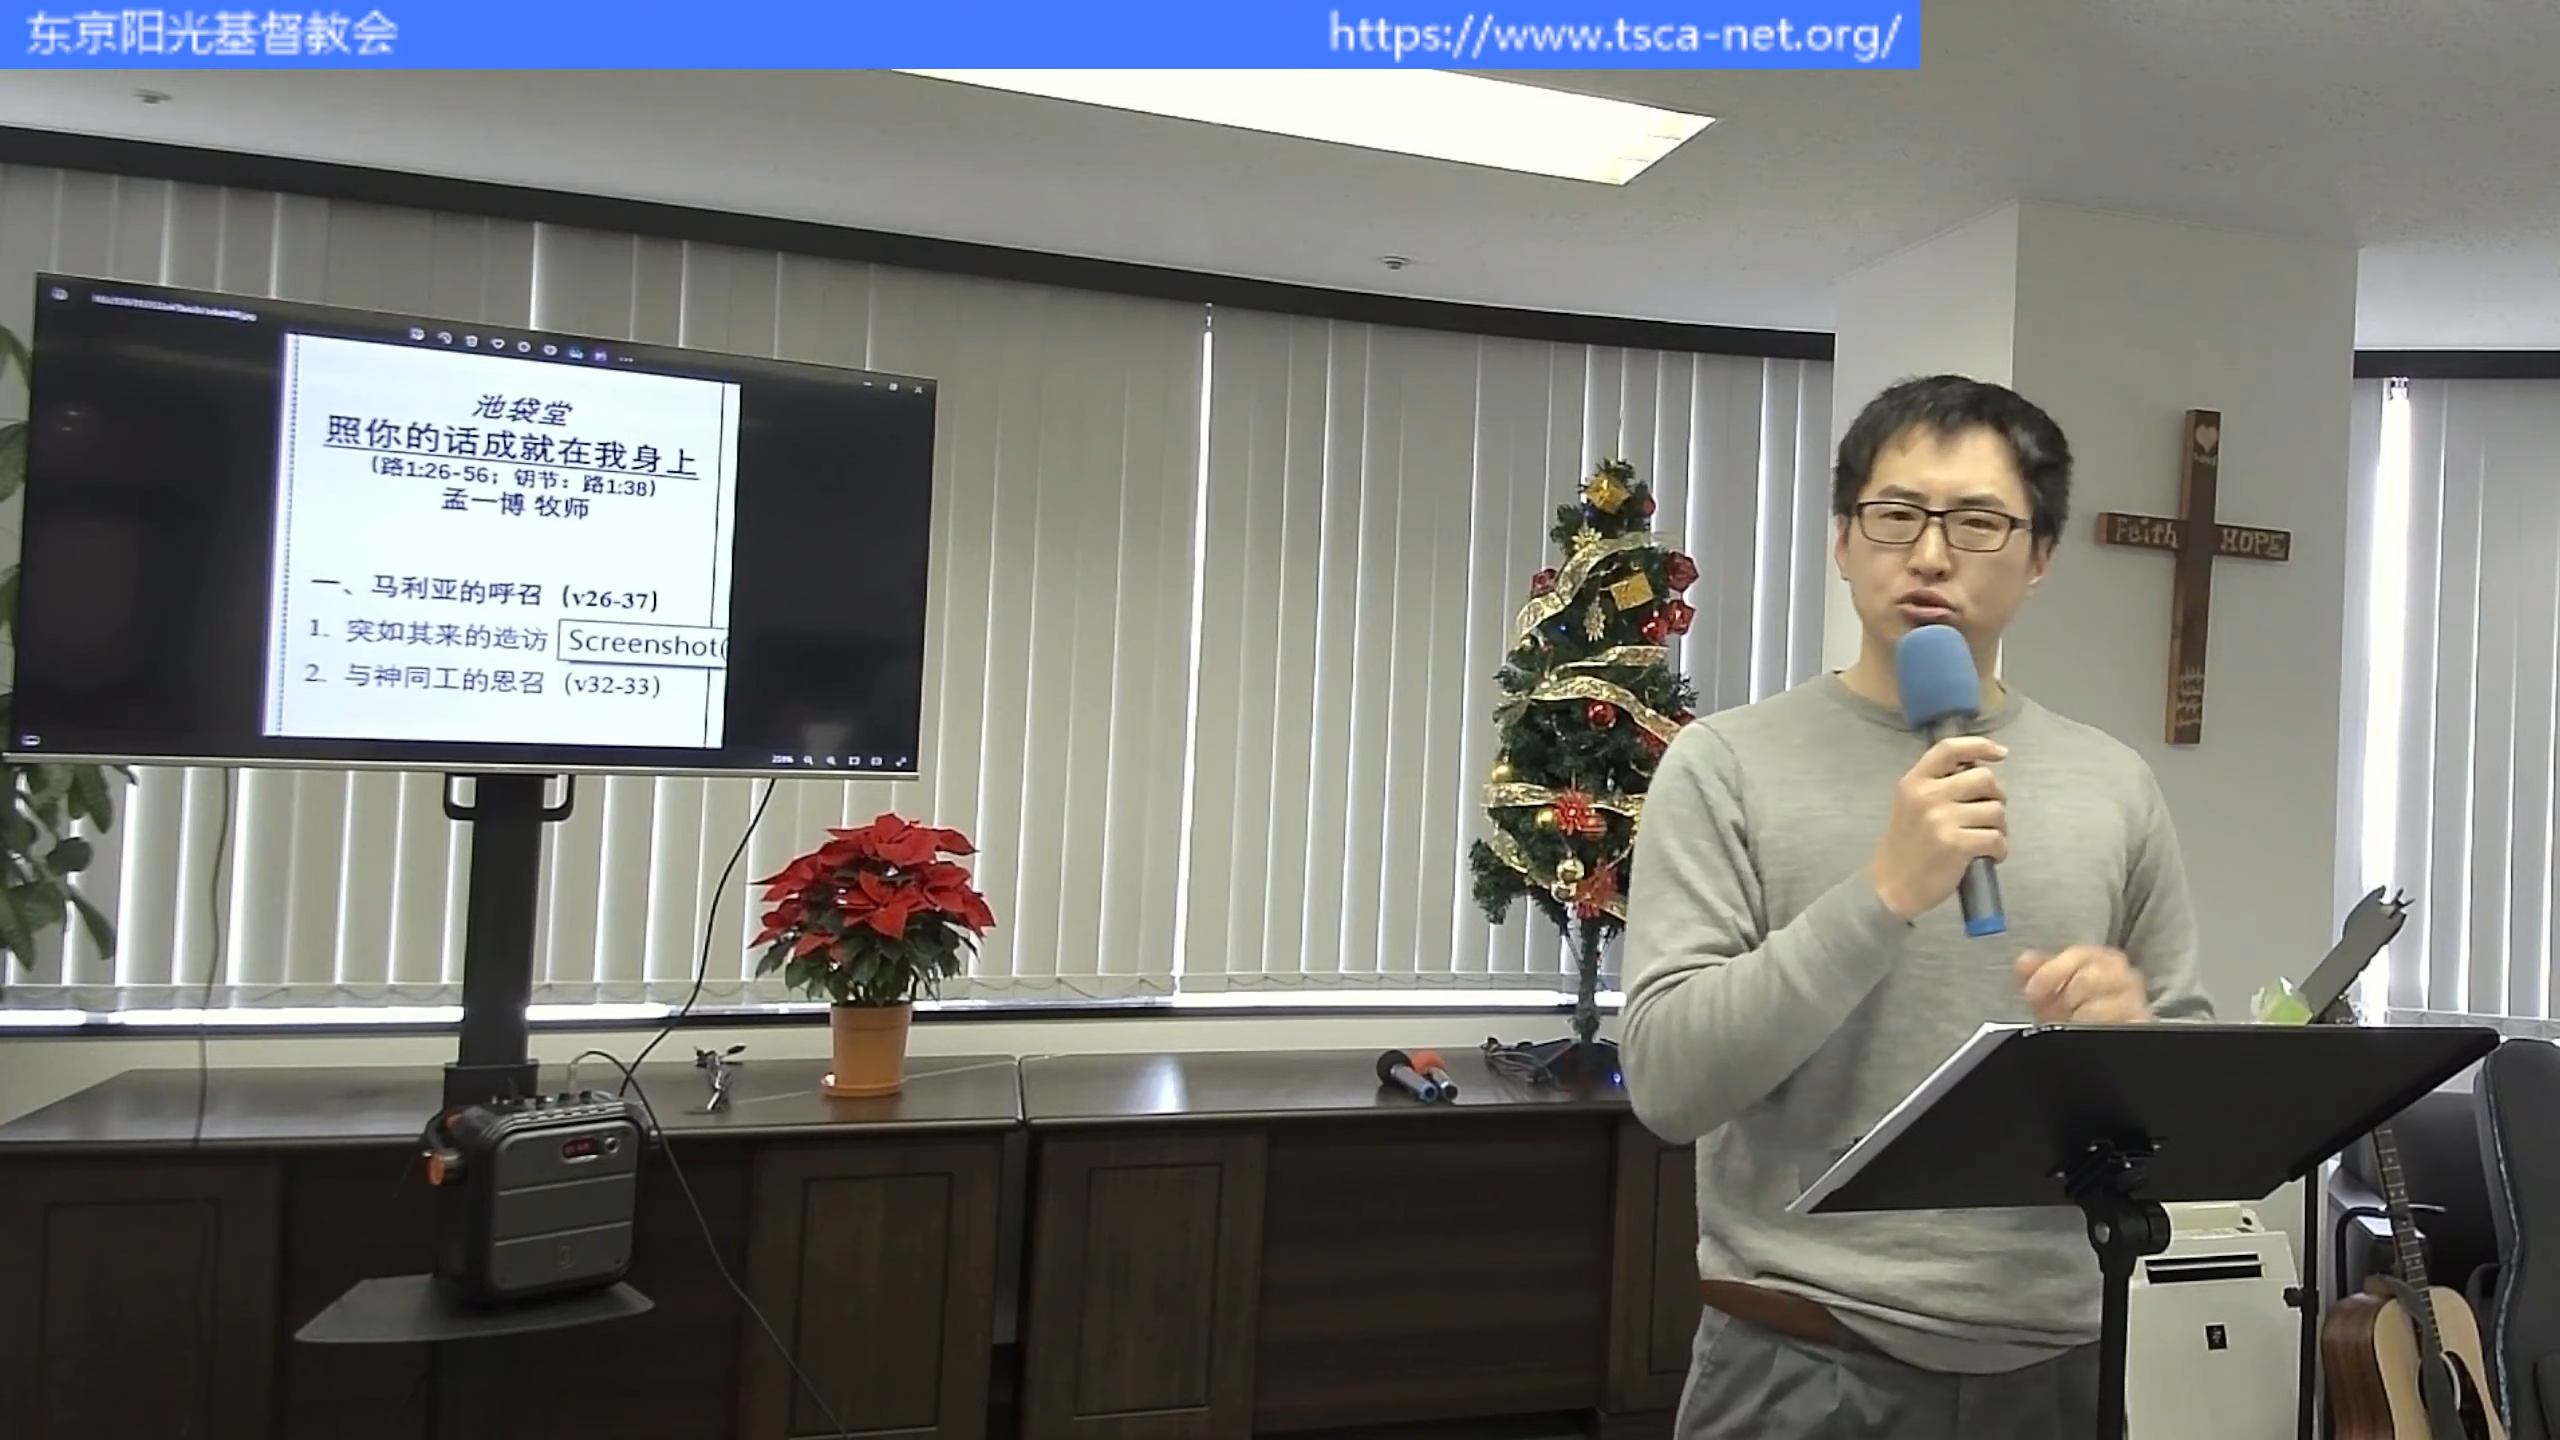 东京阳光基督教会
https://www.tsca-net.org/
池袋堂
照你的话成就在我身上
(路1:26-56；钥节：路1:38)
孟一博 牧师
一、马利亚的呼召 (v26-37)
1. 突如其来的造访
Screenshot(
2. 与神同工的恩召 (v32-33)
Faith HOPE